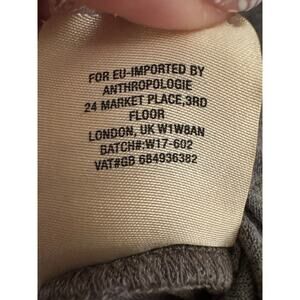 FOR EU-IMPORTED BY
ANTHROPOLOGIE
24 MARKET PLACE,3RD
FLOOR
LONDON, UK W1W8AN
BATCH#:W17-602
VAT#GB 684936382